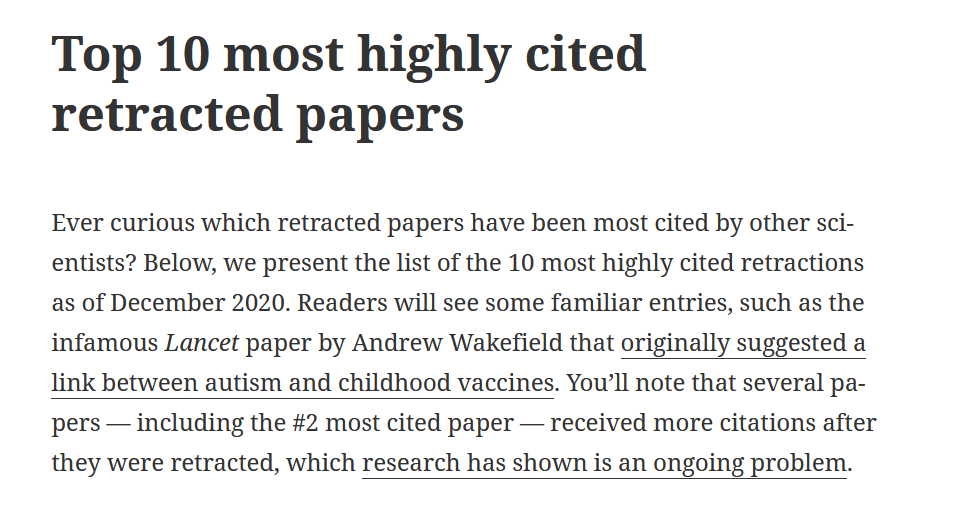 Top 10 most highly cited
retracted papers
Ever curious which retracted papers have been most cited by other sci-
entists? Below, we present the list of the 10 most highly cited retractions
as of December 2020. Readers will see some familiar entries, such as the
infamous Lancet paper by Andrew Wakefield that originally suggested a
link between autism and childhood vaccines. You’ll note that several pa-
pers — including the #2 most cited paper — received more citations after
they were retracted, which research has shown is an ongoing problem.